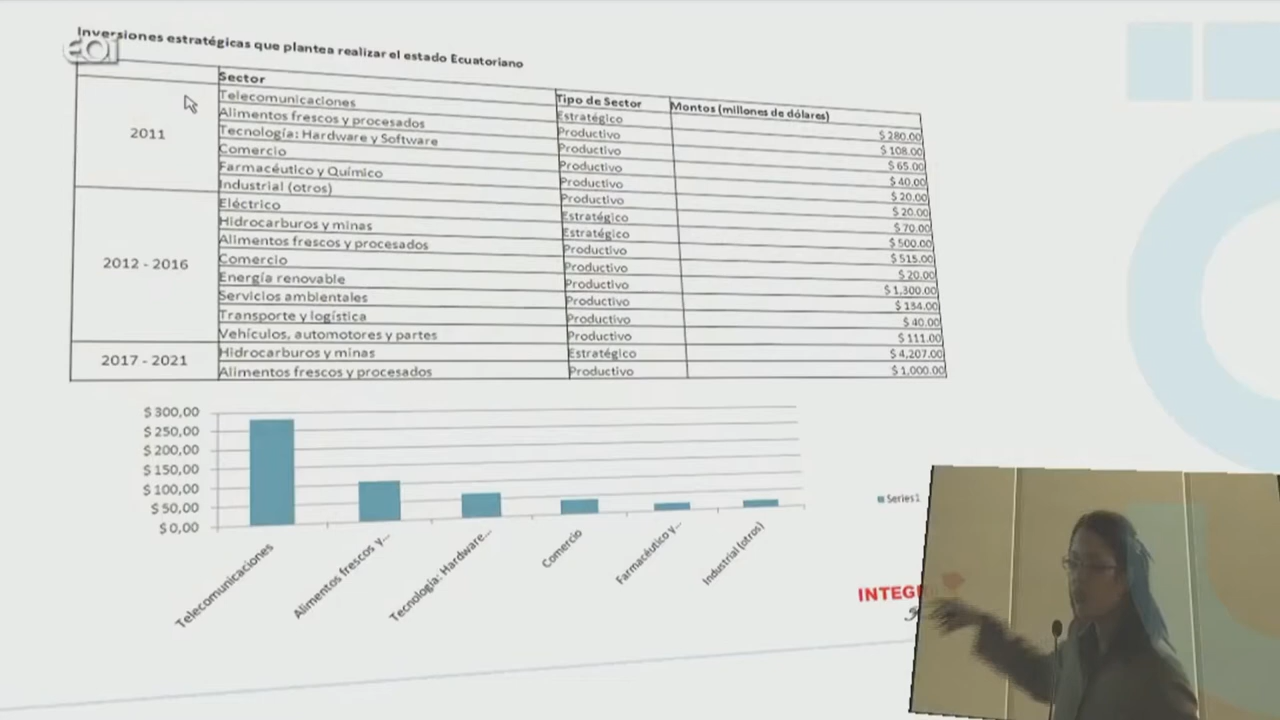 Inversiones estratégicas que plantea realizar el estado Ecuatoriano
EOI
Sector Tipo de Sector Montos (millones de dólares)
2011
Telecomunicaciones Estratégico $ 280.00
Alimentos frescos y procesados Productivo $ 108.00
Tecnología: Hardware y Software Productivo $ 65.00
Comercio Productivo $ 40.00
Farmacéutico y Químico Productivo $ 20.00
Industrial (otros) Productivo $ 20.00
2012 - 2016
Eléctrico Estratégico $ 70.00
Hidrocarburos y minas Estratégico $ 500.00
Alimentos frescos y procesados Productivo $ 515.00
Comercio Productivo $ 20.00
Energía renovable Productivo $ 1,300.00
Servicios ambientales Productivo $ 134.00
Transporte y logística Productivo $ 40.00
Vehículos, automotores y partes Productivo $ 111.00
2017 - 2021
Hidrocarburos y minas Estratégico $ 4,207.00
Alimentos frescos y procesados Productivo $ 1,000.00
$ 300,00
$ 250,00
$ 200,00
$ 150,00
$ 100,00
$ 50,00
$ 0,00
Series1
Telecomunicaciones
Alimentos frescos y...
Tecnología: Hardware...
Comercio
Farmacéutico y...
Industrial (otros)